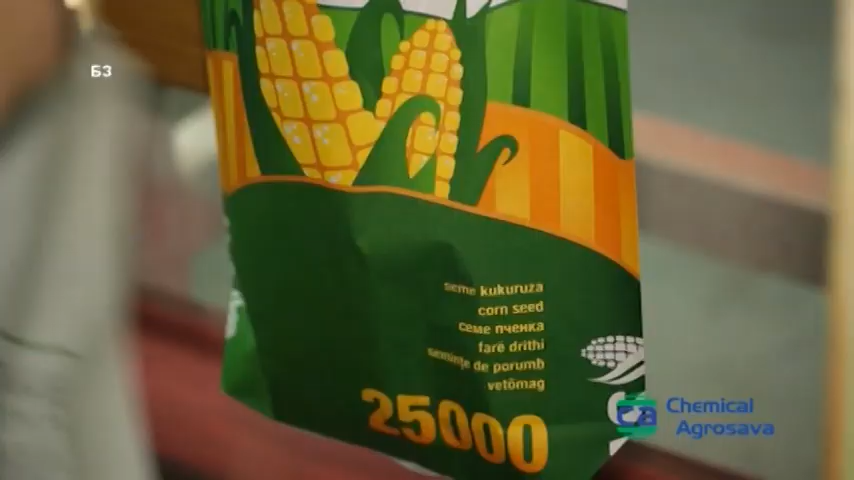 БЗ
seme kukuruza
corn seed
семе пченка
farë drithi
semințe de porumb
vetőmag
25000
Chemical
Agrosava